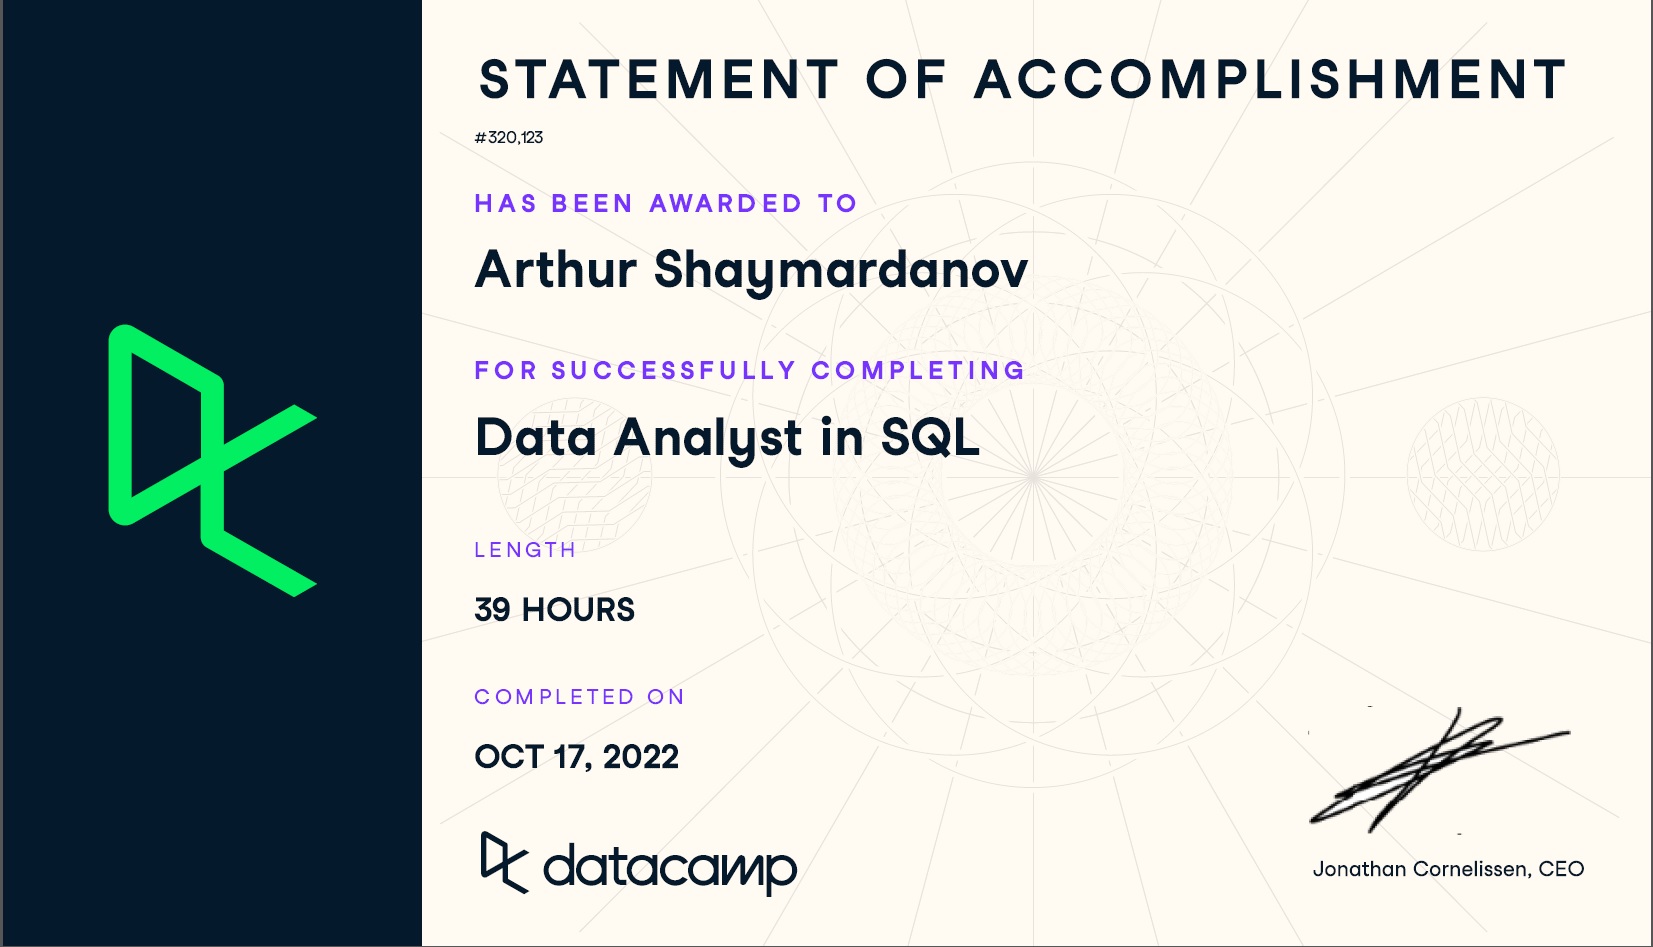 STATEMENT OF ACCOMPLISHMENT
#320,123
HAS BEEN AWARDED TO
Arthur Shaymardanov
FOR SUCCESSFULLY COMPLETING
Data Analyst in SQL
LENGTH
39 HOURS
COMPLETED ON
OCT 17, 2022
datacamp
Jonathan Cornelissen, CEO